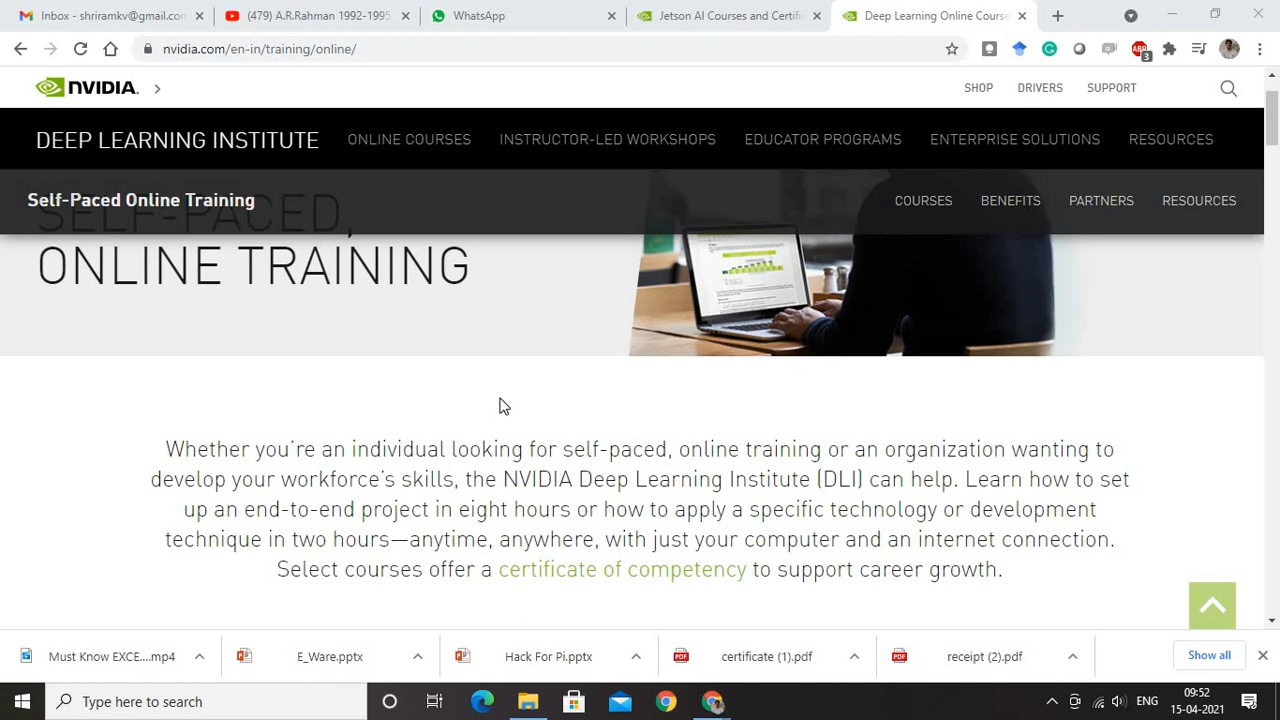 Inbox - shriramkv@gmail.com
(479) A.R.Rahman 1992-1995
WhatsApp
Jetson AI Courses and Certifi
Deep Learning Online Course
nvidia.com/en-in/training/online/
ABP
3
NVIDIA.
SHOP DRIVERS SUPPORT
DEEP LEARNING INSTITUTE ONLINE COURSES INSTRUCTOR-LED WORKSHOPS EDUCATOR PROGRAMS ENTERPRISE SOLUTIONS RESOURCES
Self-Paced Online Training COURSES BENEFITS PARTNERS RESOURCES
SELF-PACED,
ONLINE TRAINING
Whether you're an individual looking for self-paced, online training or an organization wanting to
develop your workforce's skills, the NVIDIA Deep Learning Institute (DLI) can help. Learn how to set
up an end-to-end project in eight hours or how to apply a specific technology or development
technique in two hours—anytime, anywhere, with just your computer and an internet connection.
Select courses offer a certificate of competency to support career growth.
Must Know EXCE....mp4
E_Ware.pptx
Hack For Pi.pptx
certificate (1).pdf
receipt (2).pdf
Show all
Type here to search
ENG
09:52
15-04-2021